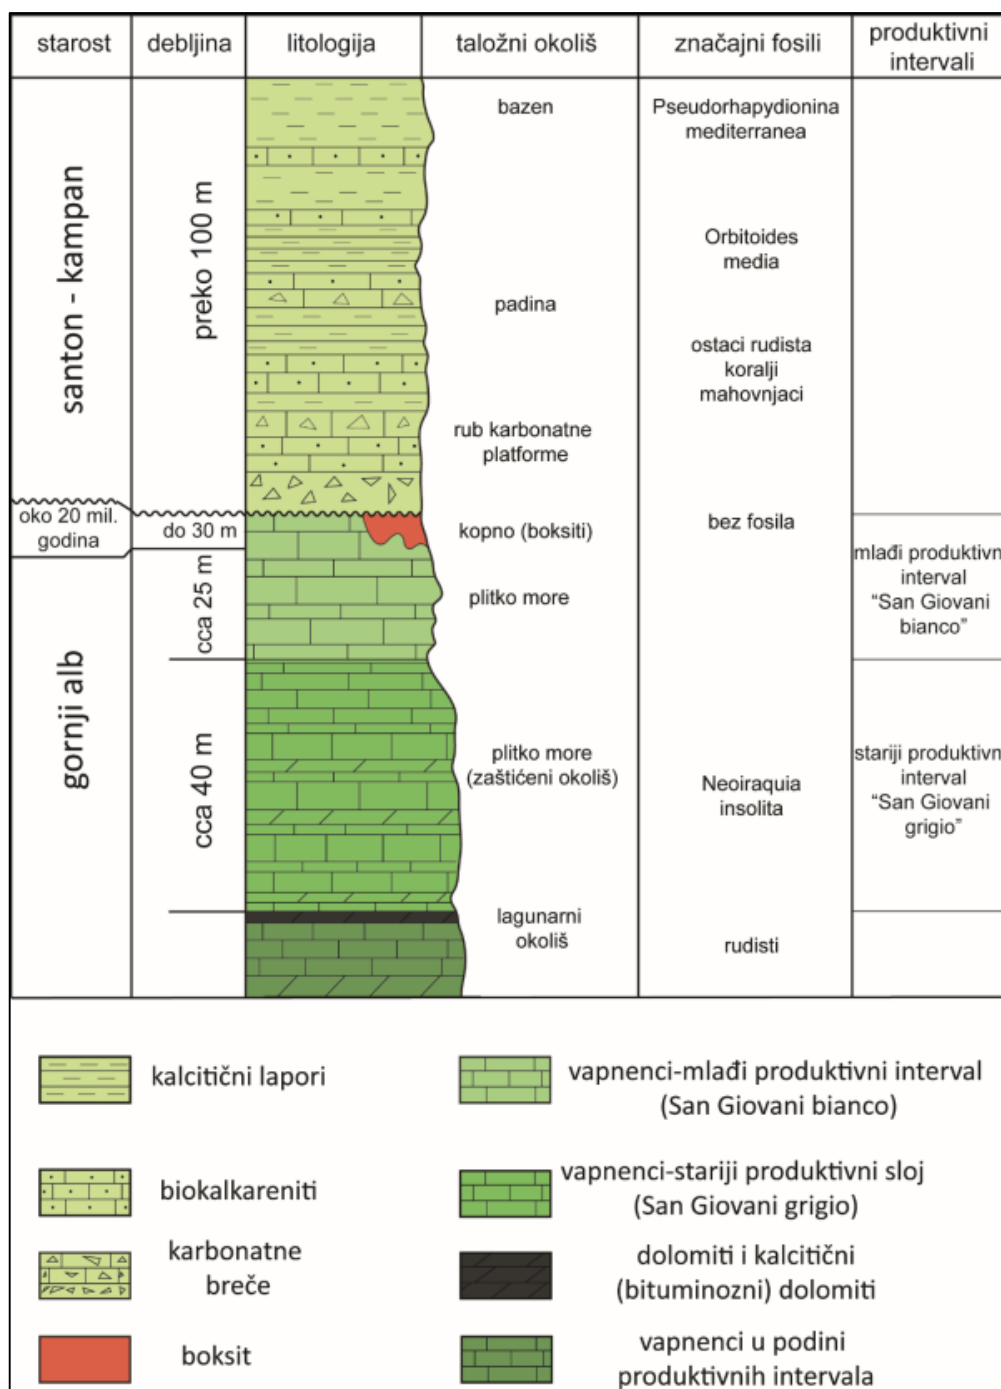 starost
debljina
litologija
taložni okoliš
značajni fosili
produktivni
intervali
santon - kampan
preko 100 m
bazen
Pseudorhapydionina
mediterranea
Orbitoides
media
padina
ostaci rudista
koralji
mahovnjaci
rub karbonatne
platforme
oko 20 mil.
godina
do 30 m
kopno (boksiti)
bez fosila
gornji alb
cca 25 m
plitko more
mlađi produktivn
interval
“San Giovani
bianco”
cca 40 m
plitko more
(zaštićeni okoliš)
Neoiraquia
insolita
stariji produktivn
interval
“San Giovani
grigio”
lagunarni
okoliš
rudisti
kalcitični lapori
vapnenci-mlađi produktivni interval
(San Giovani bianco)
biokalkareniti
vapnenci-stariji produktivni sloj
(San Giovani grigio)
karbonatne
breče
dolomiti i kalcitični
(bituminozni) dolomiti
boksit
vapnenci u podini
produktivnih intervala